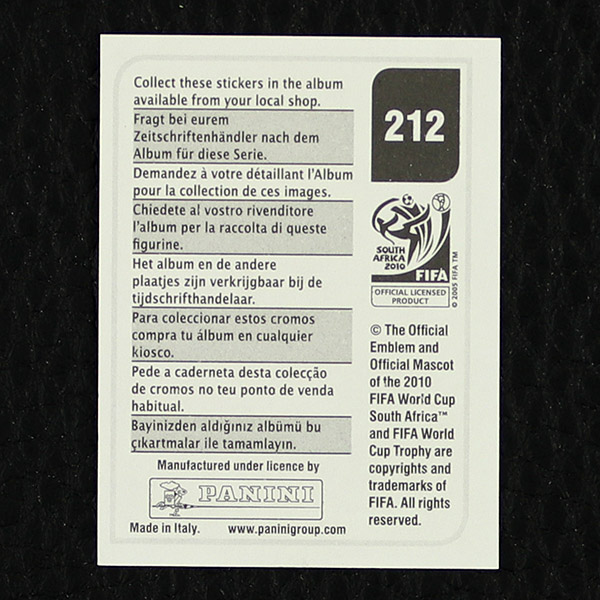 Collect these stickers in the album
available from your local shop.
Fragt bei eurem
Zeitschriftenhändler nach dem
Album für diese Serie.
Demandez à votre détaillant l'Album
pour la collection de ces images.
Chiedete al vostro rivenditore
l'album per la raccolta di queste
figurine.
Het album en de andere
plaatjes zijn verkrijgbaar bij de
tijdschrifthandelaar.
Para coleccionar estos cromos
compra tu álbum en cualquier
kiosco.
Pede a caderneta desta colecção
de cromos no teu ponto de venda
habitual.
Bayinizden aldığınız albümü bu
çıkartmalar ile tamamlayın.
Manufactured under licence by
PANINI
Made in Italy. www.paninigroup.com
212
SOUTH
AFRICA
2010
FIFA
OFFICIAL LICENSED
PRODUCT
© 2005 FIFA TM
© The Official
Emblem and
Official Mascot
of the 2010
FIFA World Cup
South Africa™
and FIFA World
Cup Trophy are
copyrights and
trademarks of
FIFA. All rights
reserved.